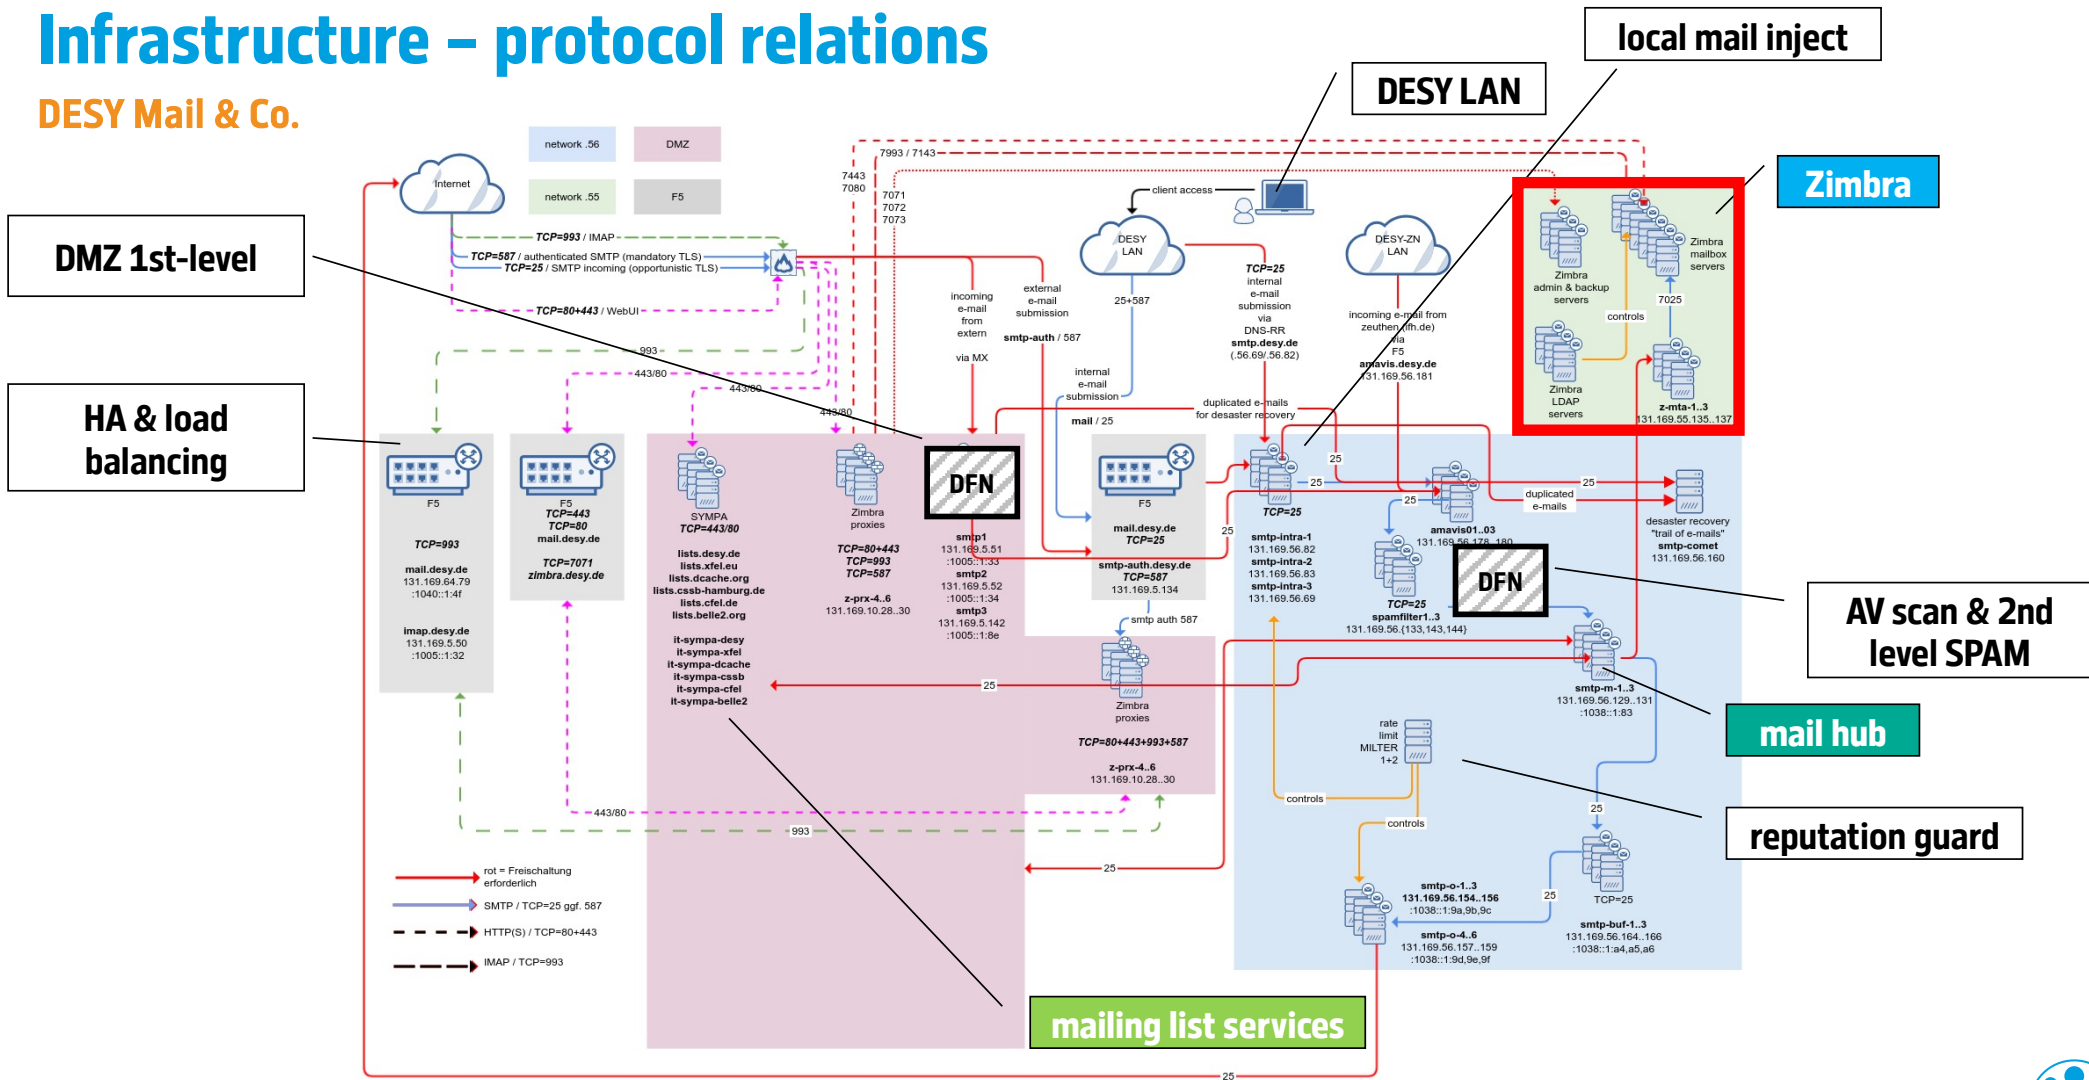 Infrastructure – protocol relations
DESY Mail & Co.
local mail inject
DESY LAN
Zimbra
DMZ 1st-level
HA & load
balancing
network .56
DMZ
network .55
F5
Internet
TCP=993 / IMAP
TCP=587 / authenticated SMTP (mandatory TLS)
TCP=25 / SMTP incoming (opportunistic TLS)
TCP=80+443 / WebUI
993
443/80
443/80
443/80
7993 / 7143
7443
7080
7071
7072
7073
client access
DESY
LAN
DESY-ZN
LAN
25+587
incoming
e-mail
from
extern
via MX
external
e-mail
submission
smtp-auth / 587
internal
e-mail
submission
mail / 25
TCP=25
internal
e-mail
submission
via
DNS-RR
smtp.desy.de
(.56.69/.56.82)
incoming e-mail from
zeuthen (ifh.de)
via
F5
amavis.desy.de
131.169.56.181
duplicated e-mails
for desaster recovery
Zimbra
admin & backup
servers
Zimbra
mailbox
servers
7025
controls
Zimbra
LDAP
servers
z-mta-1..3
131.169.55.135..137
F5
TCP=993
mail.desy.de
131.169.64.79
:1040::1:4f
imap.desy.de
131.169.5.50
:1005::1:32
F5
TCP=443
TCP=80
mail.desy.de
TCP=7071
zimbra.desy.de
SYMPA
TCP=443/80
lists.desy.de
lists.xfel.eu
lists.dcache.org
lists.cssb-hamburg.de
lists.cfel.de
lists.belle2.org
it-sympa-desy
it-sympa-xfel
it-sympa-dcache
it-sympa-cssb
it-sympa-cfel
it-sympa-belle2
Zimbra
proxies
TCP=80+443
TCP=993
TCP=587
z-prx-4..6
131.169.10.28..30
DFN
smtp1
131.169.5.51
:1005::1:33
smtp2
131.169.5.52
:1005::1:34
smtp3
131.169.5.142
:1005::1:8e
F5
mail.desy.de
TCP=25
smtp-auth.desy.de
TCP=587
131.169.5.134
smtp auth 587
Zimbra
proxies
TCP=80+443+993+587
z-prx-4..6
131.169.10.28..30
TCP=25
smtp-intra-1
131.169.56.82
smtp-intra-2
131.169.56.83
smtp-intra-3
131.169.56.69
25
25
25
25
25
duplicated
e-mails
amavis01..03
131.169.56.178..180
DFN
TCP=25
spamfilter1..3
131.169.56.{133,143,144}
desaster recovery
"trail of e-mails"
smtp-comet
131.169.56.160
AV scan & 2nd
level SPAM
smtp-m-1..3
131.169.56.129..131
:1038::1:83
mail hub
rate
limit
MILTER
1+2
controls
controls
reputation guard
25
25
25
25
TCP=25
smtp-buf-1..3
131.169.56.164..166
:1038::1:a4,a5,a6
smtp-o-1..3
131.169.56.154..156
:1038::1:9a,9b,9c
smtp-o-4..6
131.169.56.157..159
:1038::1:9d,9e,9f
443/80
993
rot = Freischaltung
erforderlich
SMTP / TCP=25 ggf. 587
HTTP(S) / TCP=80+443
IMAP / TCP=993
mailing list services
25